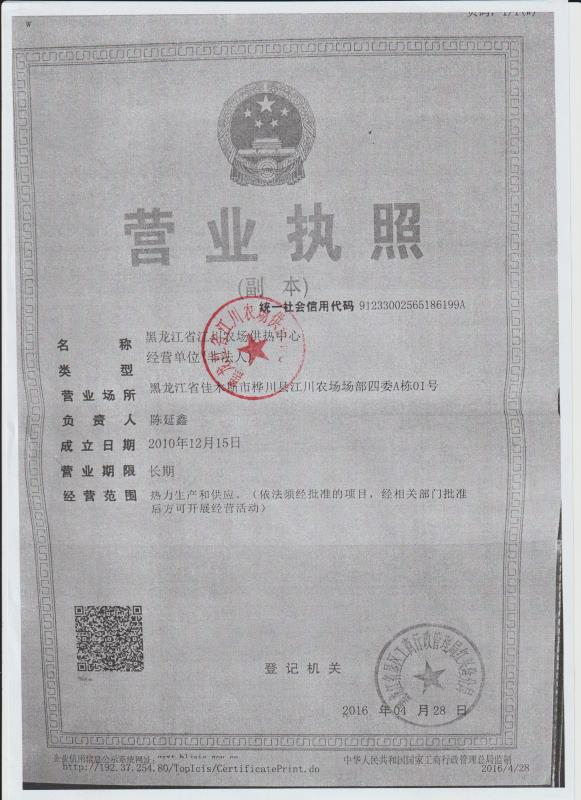 W
页码：1/1(W)
营业执照
(副 本)
统一社会信用代码 91233002565186199A
名 称 黑龙江省江川农场供热中心
类 型 经营单位(非法人)
营业场所 黑龙江省佳木斯市桦川县江川农场场部四委A栋01号
负责人 陈延鑫
成立日期 2010年12月15日
营业期限 长期
经营范围 热力生产和供应。（依法须经批准的项目，经相关部门批准
后方可开展经营活动）
登记机关
2016 年 04 月 28 日
企业信用信息公示系统网址：
中华人民共和国国家工商行政管理总局监制
http://192.37.254.80/TopIcis/CertificatePrint.do
2016/4/28